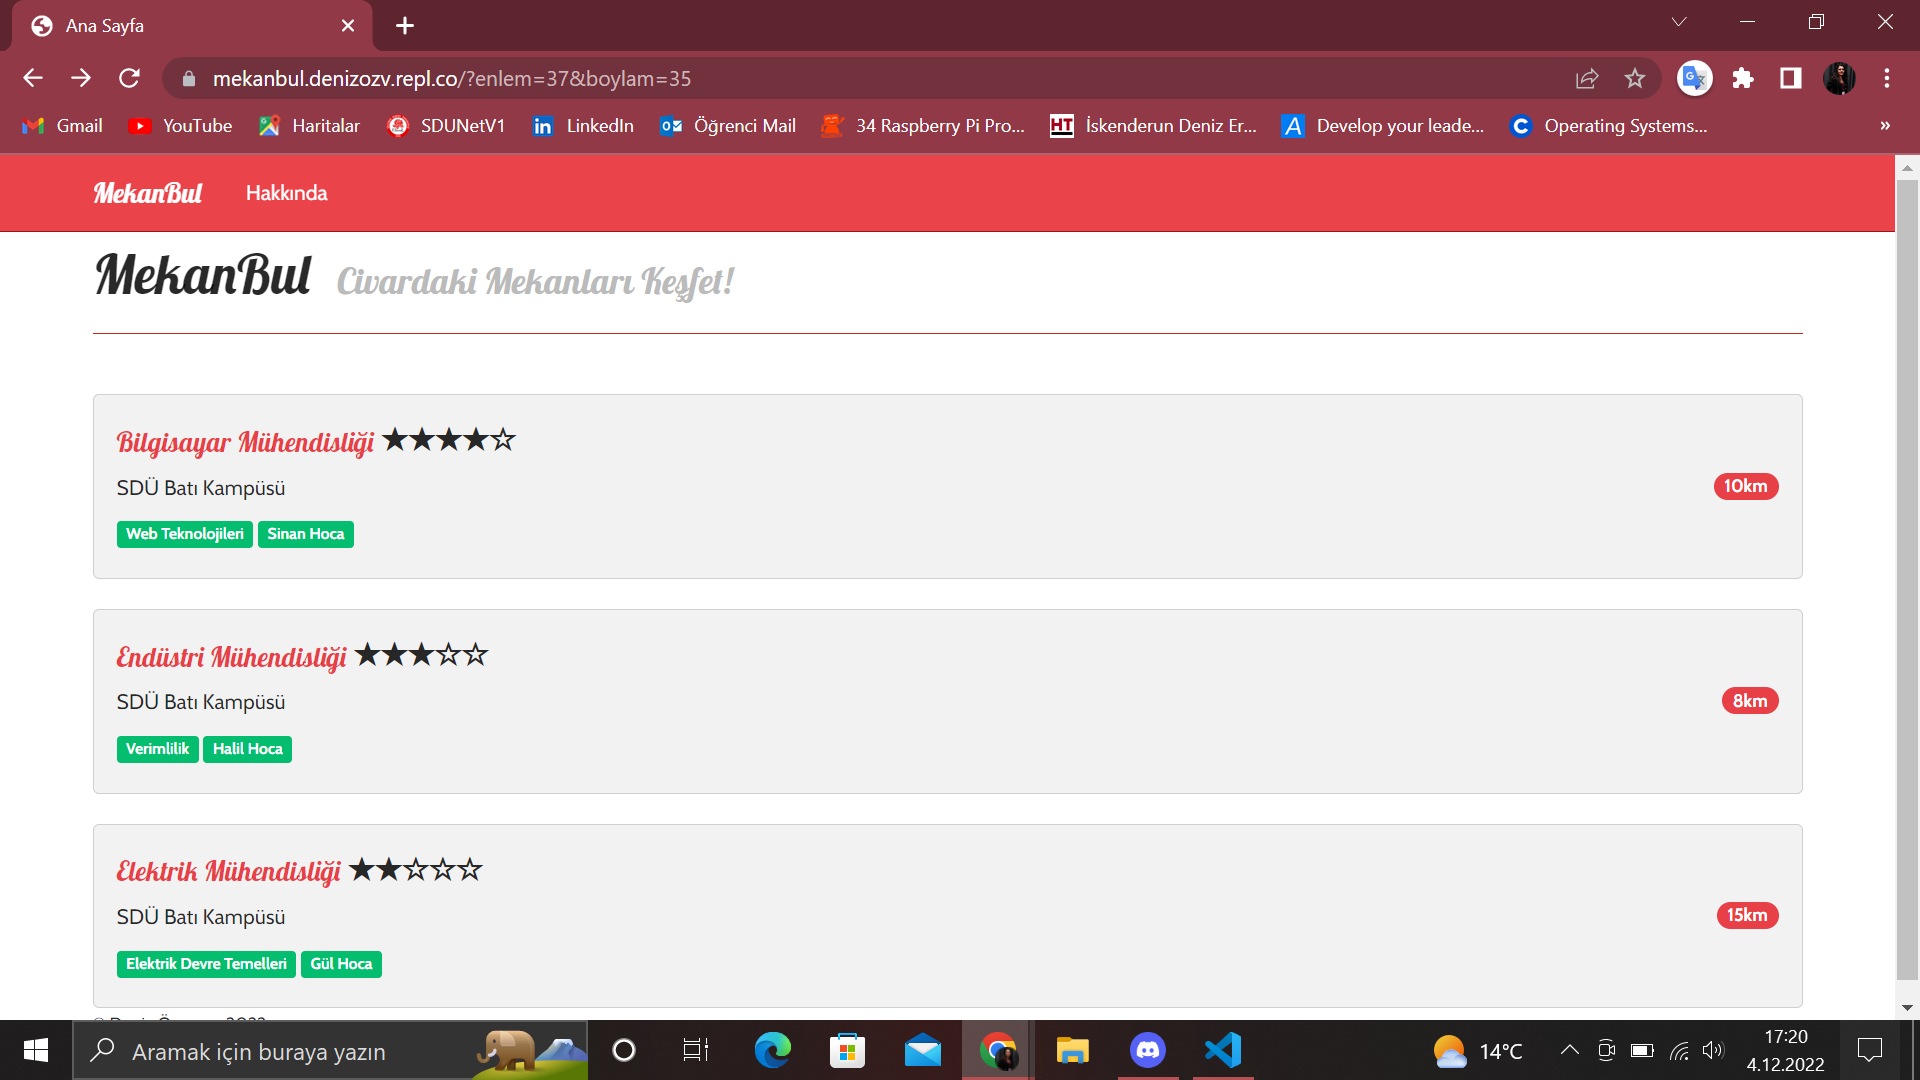 Ana Sayfa
mekanbul.denizozv.repl.co/?enlem=37&boylam=35
Gmail YouTube Haritalar SDUNetV1 LinkedIn Öğrenci Mail 34 Raspberry Pi Pro... İskenderun Deniz Er... Develop your leade... Operating Systems... »
MekanBul Hakkında
MekanBul Civardaki Mekanları Keşfet!
Bilgisayar Mühendisliği ★★★★☆
SDÜ Batı Kampüsü
10km
Web Teknolojileri Sinan Hoca
Endüstri Mühendisliği ★★★☆☆
SDÜ Batı Kampüsü
8km
Verimlilik Halil Hoca
Elektrik Mühendisliği ★★☆☆☆
SDÜ Batı Kampüsü
15km
Elektrik Devre Temelleri Gül Hoca
Aramak için buraya yazın
14°C
17:20
4.12.2022